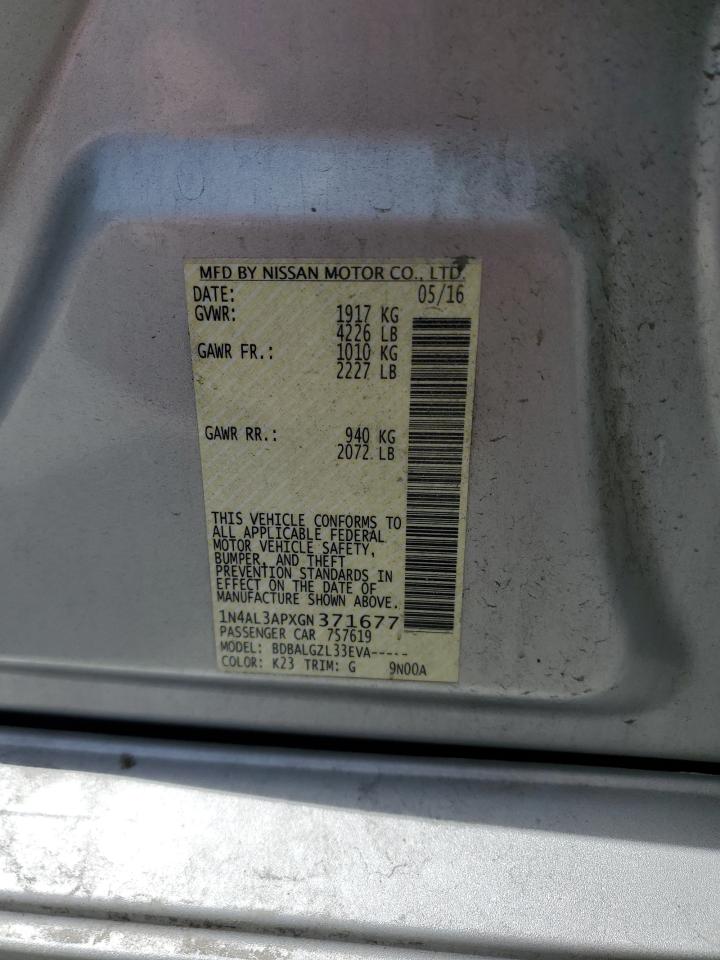 MFD BY NISSAN MOTOR CO., LTD.
DATE: 05/16
GVWR: 1917 KG
4226 LB
GAWR FR.: 1010 KG
2227 LB
GAWR RR.: 940 KG
2072 LB
THIS VEHICLE CONFORMS TO
ALL APPLICABLE FEDERAL
MOTOR VEHICLE SAFETY,
BUMPER, AND THEFT
PREVENTION STANDARDS IN
EFFECT ON THE DATE OF
MANUFACTURE SHOWN ABOVE.
1N4AL3APXGN371677
PASSENGER CAR 757619
MODEL: BDBALGZL33EVA-----
COLOR: K23 TRIM: G 9N00A